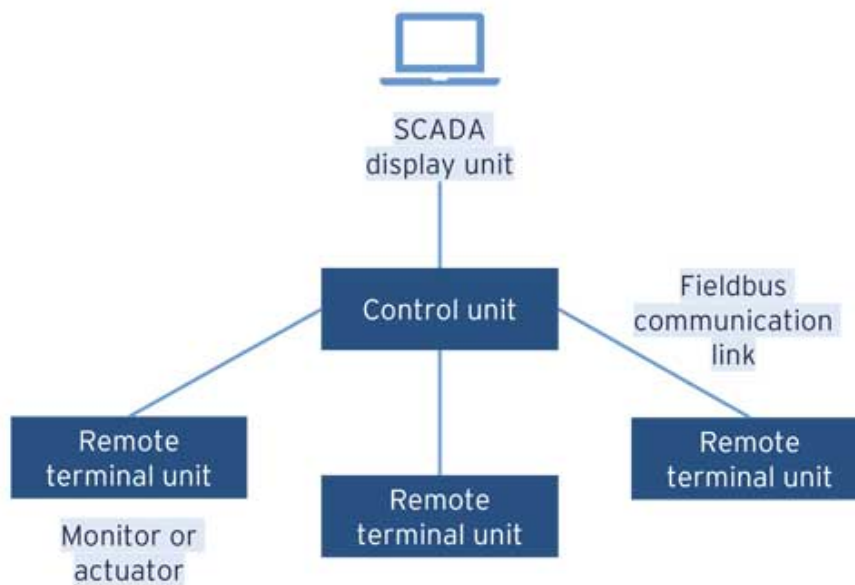 SCADA
display unit
Control unit
Fieldbus
communication
link
Remote
terminal unit
Remote
terminal unit
Remote
terminal unit
Monitor or
actuator